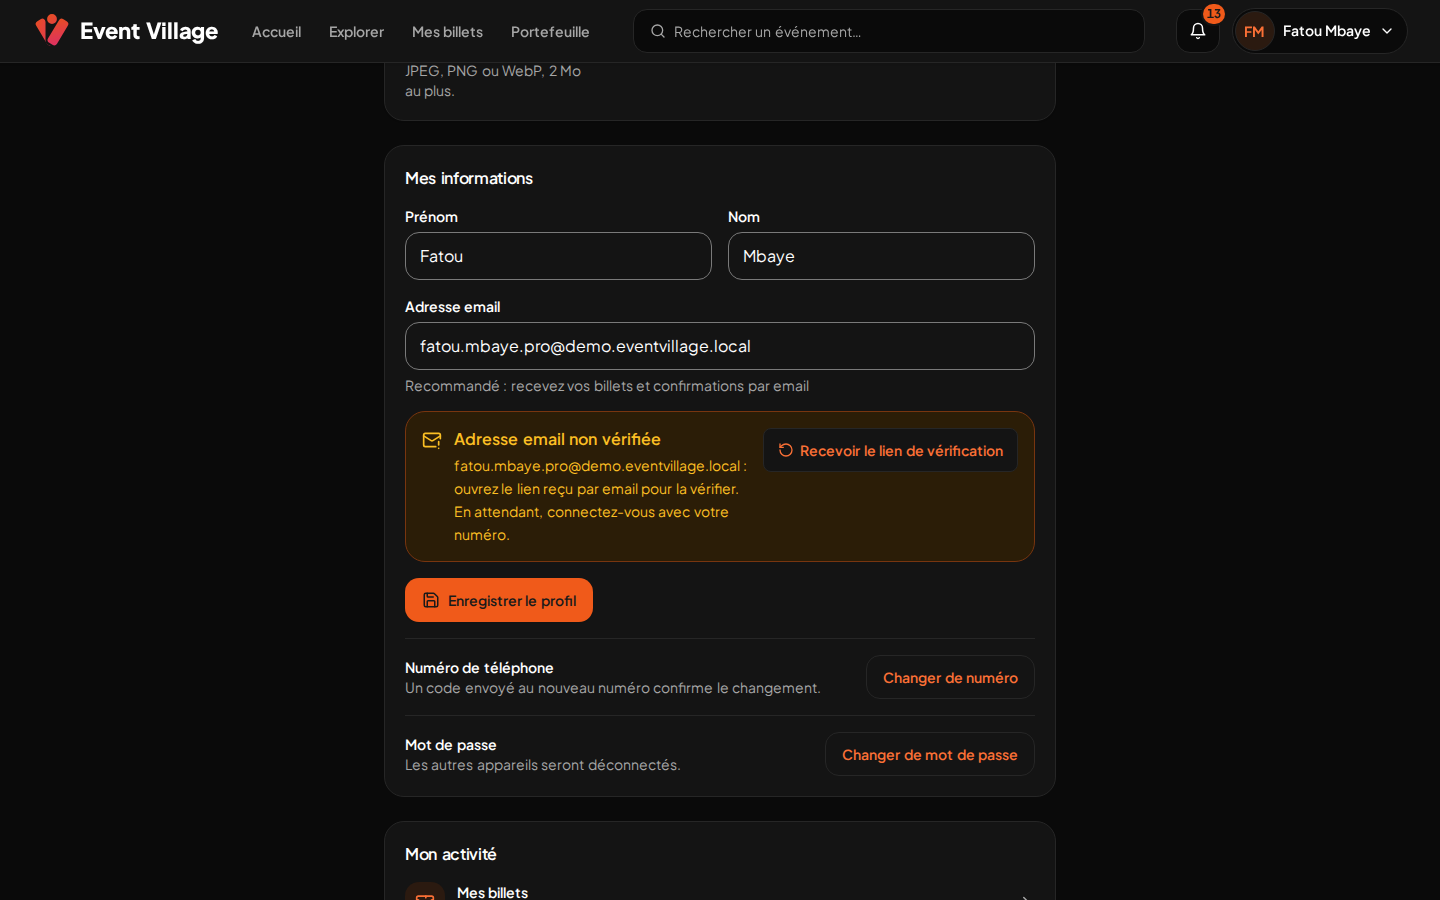 Event Village
Accueil
Explorer
Mes billets
Portefeuille
Rechercher un événement...
13
FM
Fatou Mbaye
JPEG, PNG ou WebP, 2 Mo
au plus.
Mes informations
Prénom
Nom
Fatou
Mbaye
Adresse email
fatou.mbaye.pro@demo.eventvillage.local
Recommandé : recevez vos billets et confirmations par email
Adresse email non vérifiée
Recevoir le lien de vérification
fatou.mbaye.pro@demo.eventvillage.local :
ouvrez le lien reçu par email pour la vérifier.
En attendant, connectez-vous avec votre
numéro.
Enregistrer le profil
Numéro de téléphone
Un code envoyé au nouveau numéro confirme le changement.
Changer de numéro
Mot de passe
Les autres appareils seront déconnectés.
Changer de mot de passe
Mon activité
Mes billets